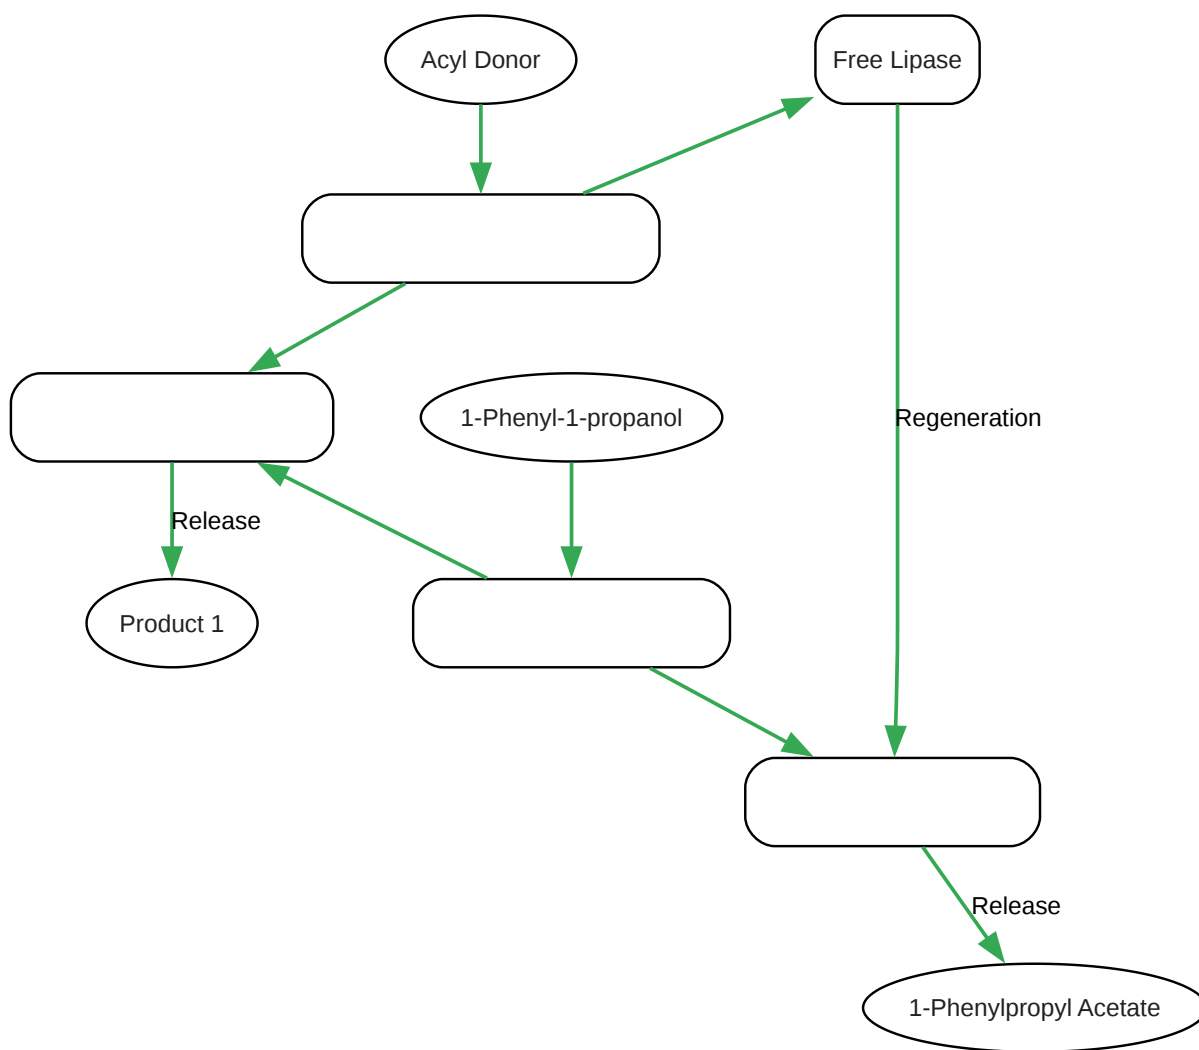 Acyl Donor
Free Lipase
1-Phenyl-1-propanol
Regeneration
Release
Product 1
Release
1-Phenylpropyl Acetate